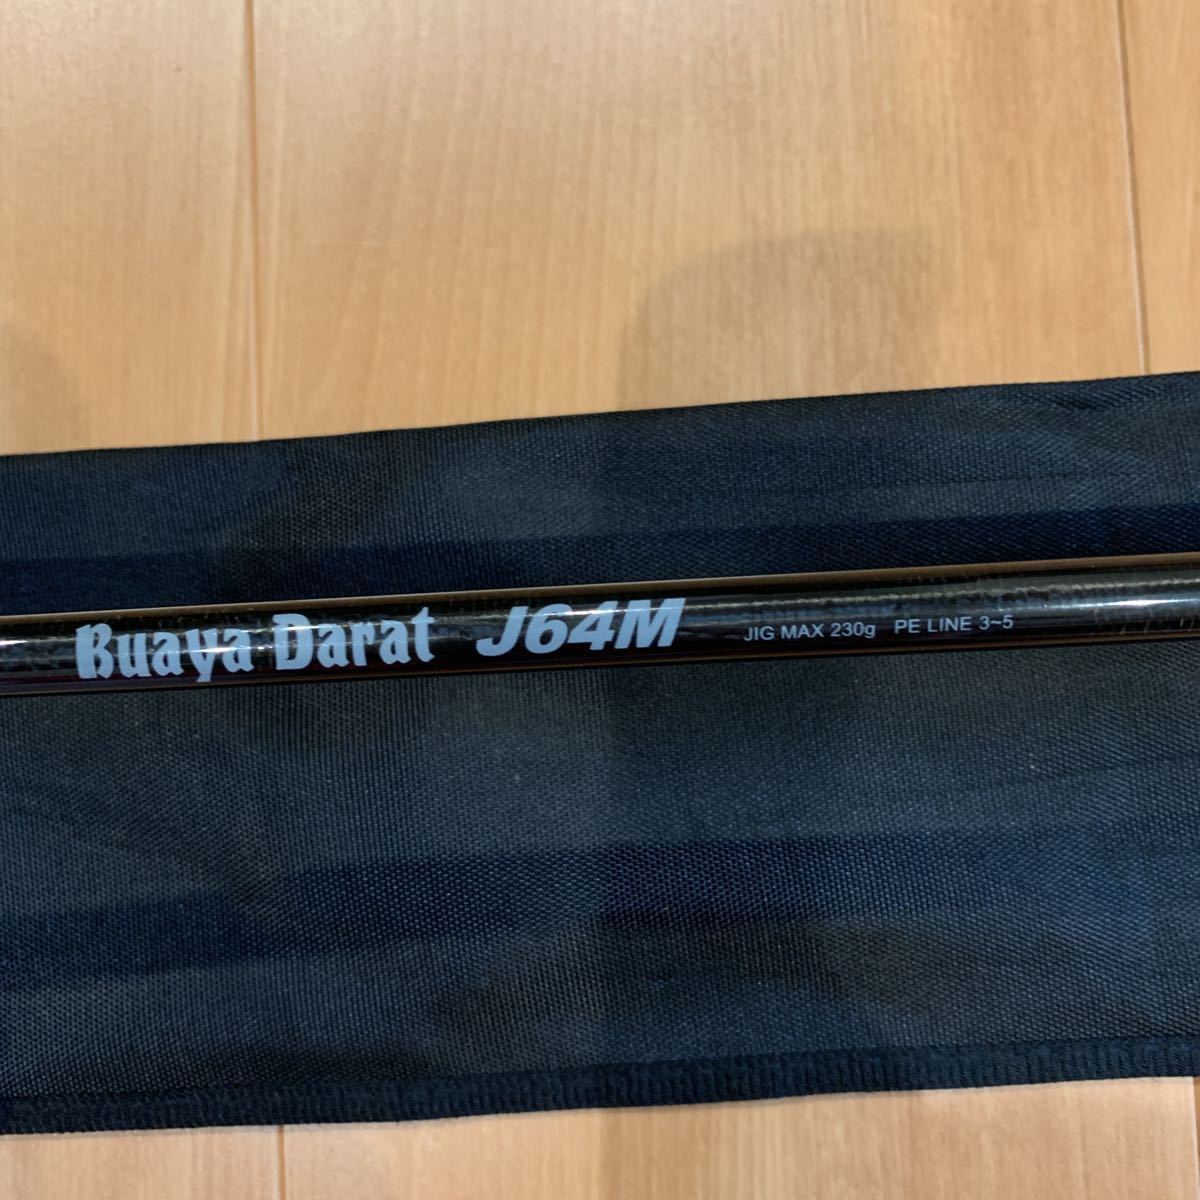 Buaya Darat J64M JIG MAX 230g PE LINE 3~5